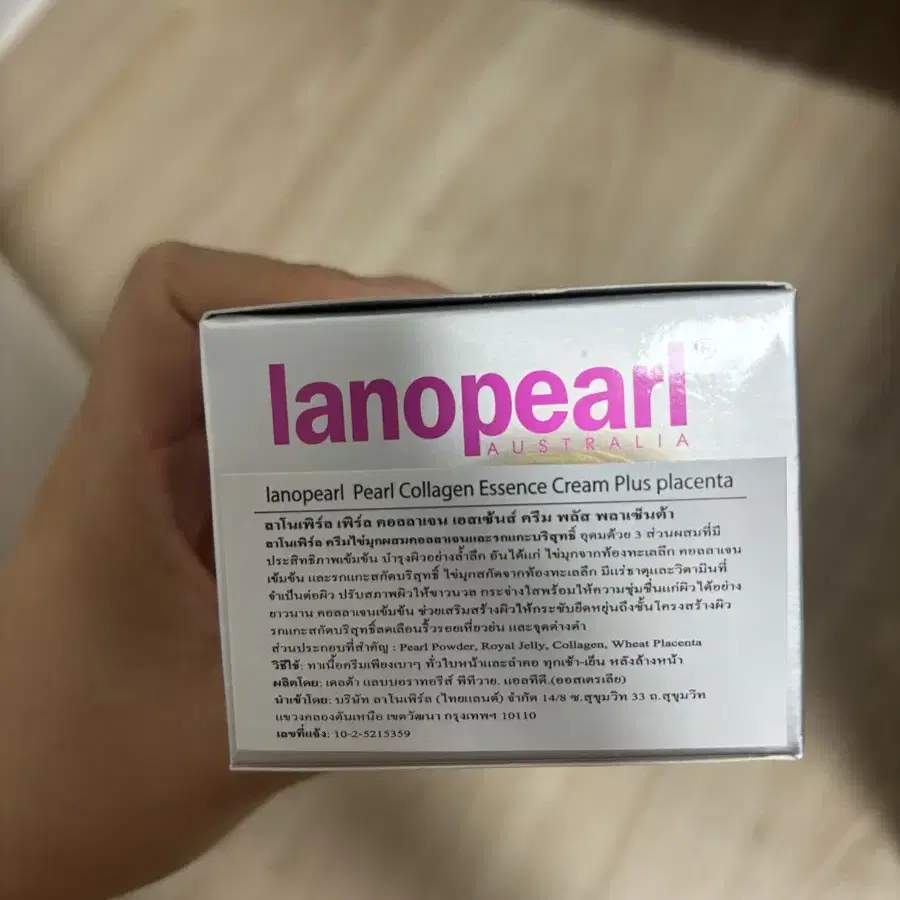 lanopearl®
AUSTRALIA
lanopearl Pearl Collagen Essence Cream Plus placenta
ลาโนเพิร์ล เพิร์ล คอลลาเจน เอสเซ้นส์ ครีม พลัส พลาเซ็นต้า
ลาโนเพิร์ล ครีมไข่มุกผสมคอลลาเจนและรกแกะบริสุทธิ์ อุดมด้วย 3 ส่วนผสมที่มี
ประสิทธิภาพเข้มข้น บำรุงผิวอย่างล้ำลึก อันได้แก่ ไข่มุกจากท้องทะเลลึก คอลลาเจน
เข้มข้น และรกแกะสกัดบริสุทธิ์ ไข่มุกสกัดจากท้องทะเลลึก มีแร่ธาตุและวิตามินที่
จำเป็นต่อผิว ปรับสภาพผิวให้ขาวนวล กระจ่างใสพร้อมให้ความชุ่มชื่นแก่ผิวได้อย่าง
ยาวนาน คอลลาเจนเข้มข้น ช่วยเสริมสร้างผิวให้กระชับยืดหยุ่นถึงชั้นโครงสร้างผิว
รกแกะสกัดบริสุทธิ์ลดเลือนริ้วรอยเหี่ยวย่น และจุดด่างดำ
ส่วนประกอบที่สำคัญ : Pearl Powder, Royal Jelly, Collagen, Wheat Placenta
วิธีใช้: ทาเนื้อครีมเพียงเบาๆ ทั่วใบหน้าและลำคอ ทุกเช้า-เย็น หลังล้างหน้า
ผลิตโดย: เดลต้า แลบบอราทอรีส์ พีทีวาย. แอลทีดี.(ออสเตรเลีย)
นำเข้าโดย: บริษัท ลาโนเพิร์ล (ไทยแลนด์) จำกัด 14/8 ซ.สุขุมวิท 33 ถ.สุขุมวิท
แขวงคลองตันเหนือ เขตวัฒนา กรุงเทพฯ 10110
เลขที่แจ้ง: 10-2-5215359